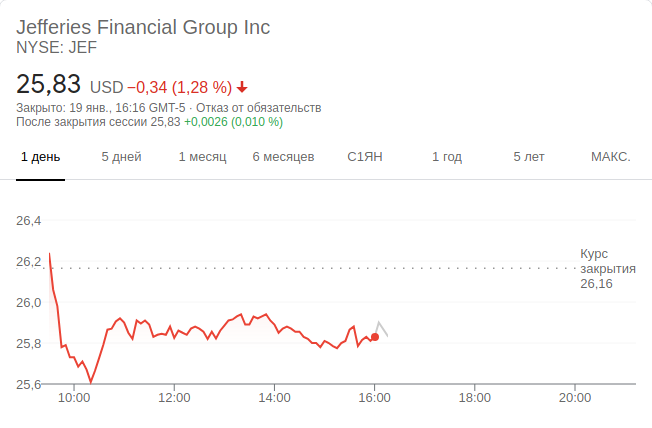 Jefferies Financial Group Inc
NYSE: JEF
25,83 USD −0,34 (1,28 %)
Закрыто: 19 янв., 16:16 GMT-5 · Отказ от обязательств
После закрытия сессии 25,83 +0,0026 (0,010 %)
1 день 5 дней 1 месяц 6 месяцев С1ЯН 1 год 5 лет МАКС.
26,4
26,2
26,0
25,8
25,6
Курс
закрытия
26,16
10:00 12:00 14:00 16:00 18:00 20:00